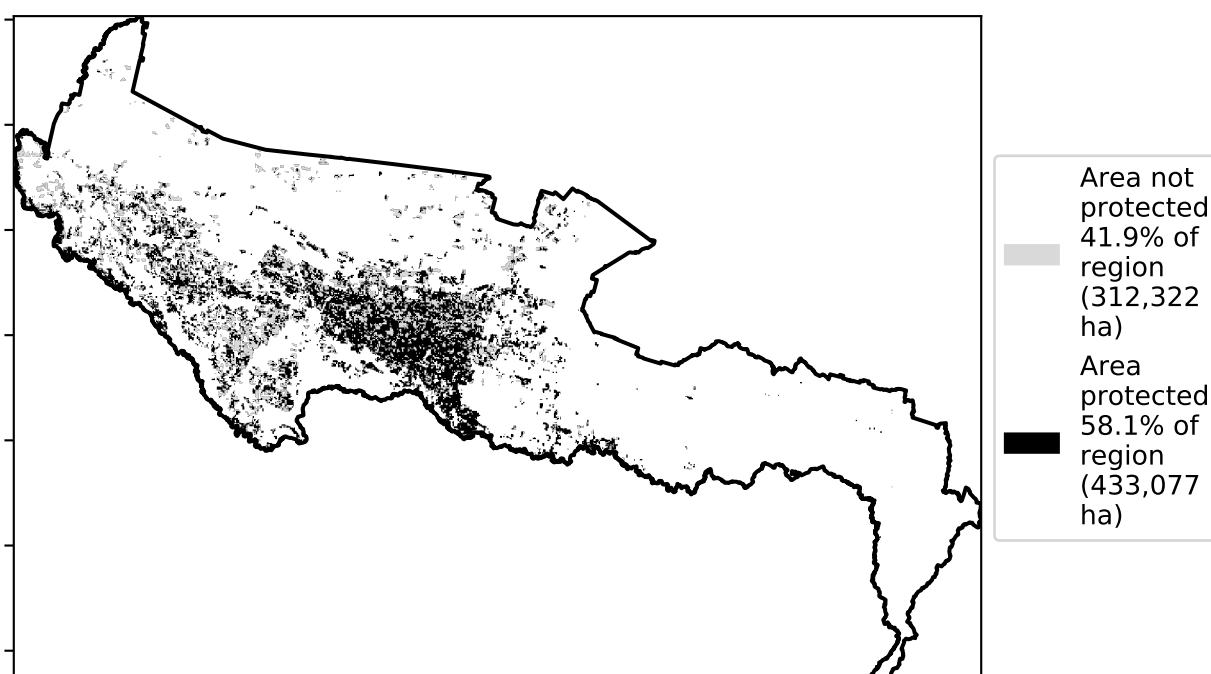 Area not
protected
41.9% of
region
(312,322
ha)
Area
protected
58.1% of
region
(433,077
ha)